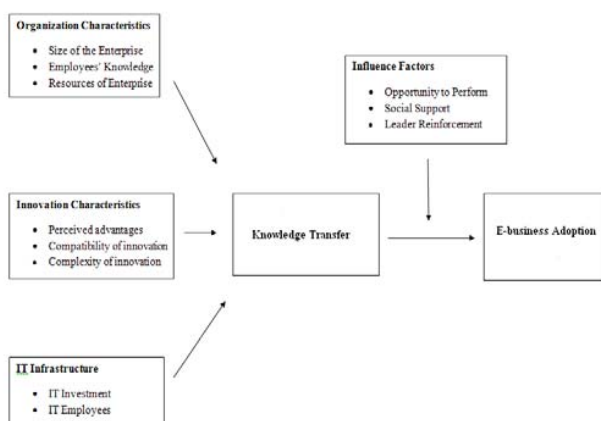 Organization Characteristics
Size of the Enterprise
Employees' Knowledge
Resources of Enterprise
Influence Factors
Opportunity to Perform
Social Support
Leader Reinforcement
Innovation Characteristics
Perceived advantages
Compatibility of innovation
Complexity of innovation
Knowledge Transfer
E-business Adoption
IT Infrastructure
IT Investment
IT Employees